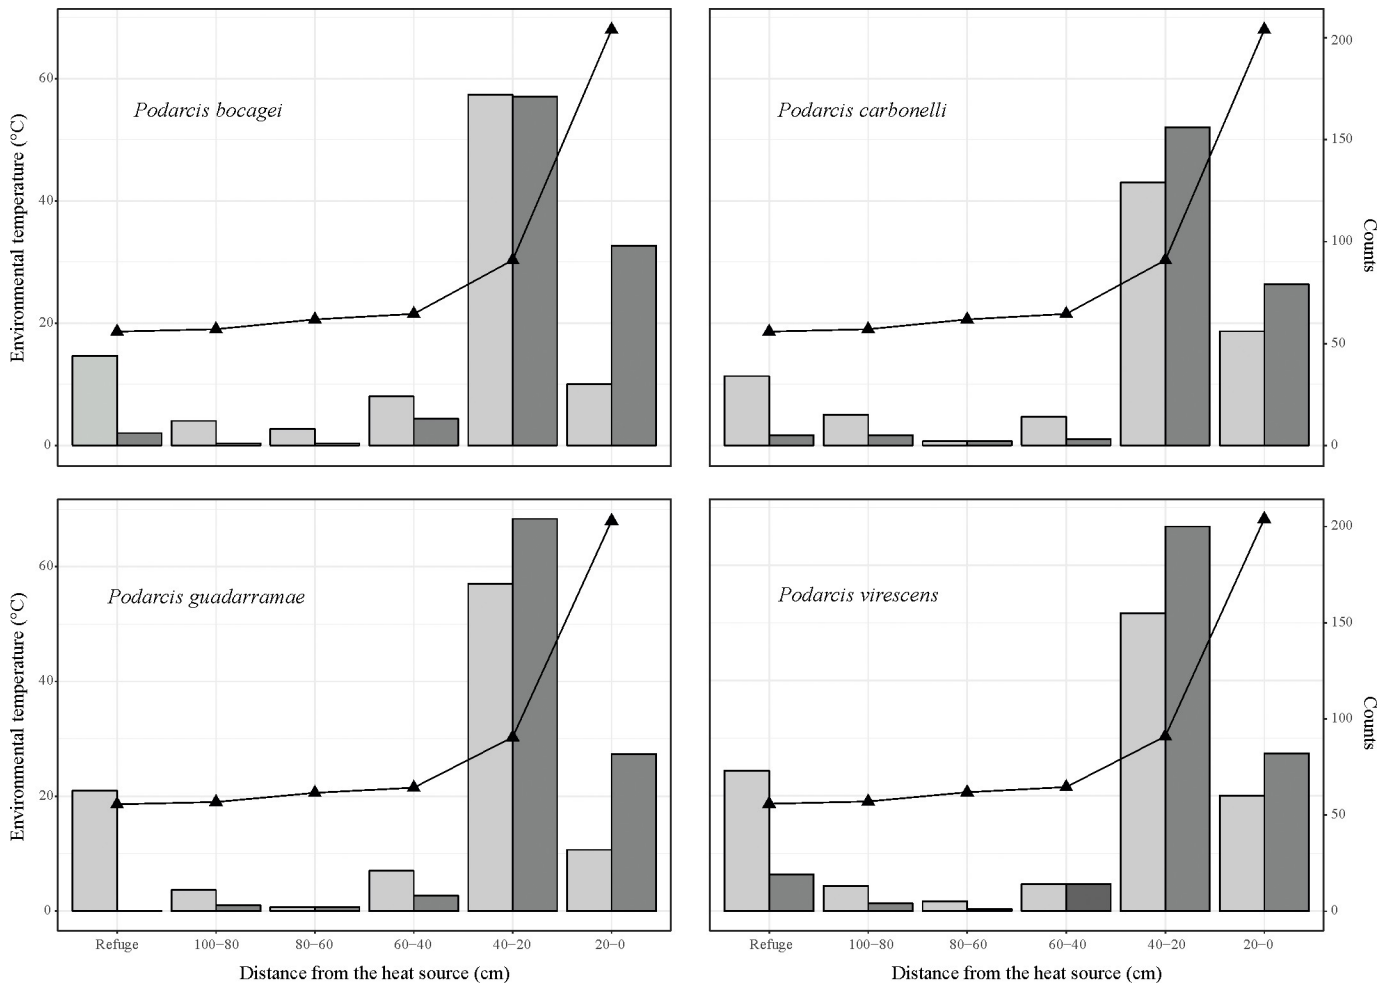 Podarcis bocagei
Environmental temperature (°C)
60
40
20
0
Podarcis carbonelli
200
150
100
50
0
Counts
Podarcis guadarramae
Environmental temperature (°C)
60
40
20
0
Refuge 100−80 80−60 60−40 40−20 20−0
Distance from the heat source (cm)
Podarcis virescens
200
150
100
50
0
Counts
Refuge 100−80 80−60 60−40 40−20 20−0
Distance from the heat source (cm)